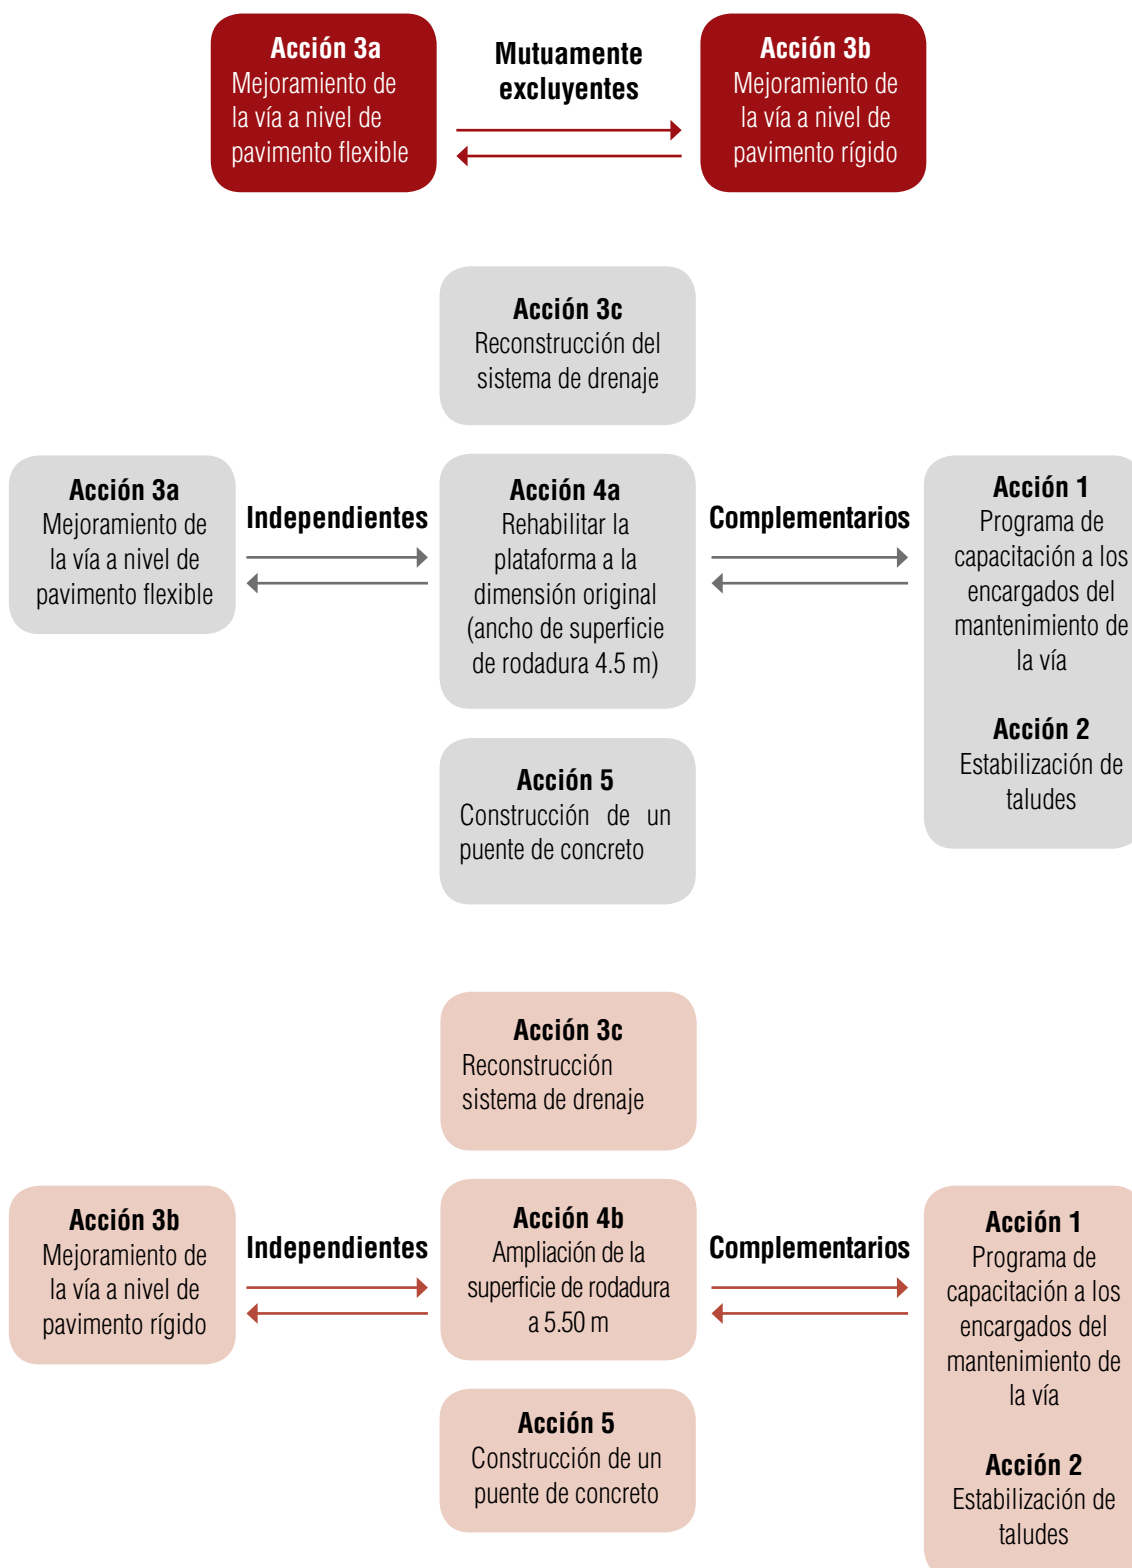 Acción 3a
Mejoramiento de
la vía a nivel de
pavimento flexible
Mutuamente
excluyentes
Acción 3b
Mejoramiento de
la vía a nivel de
pavimento rígido
Acción 3c
Reconstrucción del
sistema de drenaje
Acción 3a
Mejoramiento de
la vía a nivel de
pavimento flexible
Independientes
Acción 4a
Rehabilitar la
plataforma a la
dimensión original
(ancho de superficie
de rodadura 4.5 m)
Complementarios
Acción 1
Programa de
capacitación a los
encargados del
mantenimiento de
la vía
Acción 2
Estabilización de
taludes
Acción 5
Construcción de un
puente de concreto
Acción 3c
Reconstrucción
sistema de drenaje
Acción 3b
Mejoramiento de
la vía a nivel de
pavimento rígido
Independientes
Acción 4b
Ampliación de la
superficie de rodadura
a 5.50 m
Complementarios
Acción 1
Programa de
capacitación a los
encargados del
mantenimiento de
la vía
Acción 2
Estabilización de
taludes
Acción 5
Construcción de un
puente de concreto